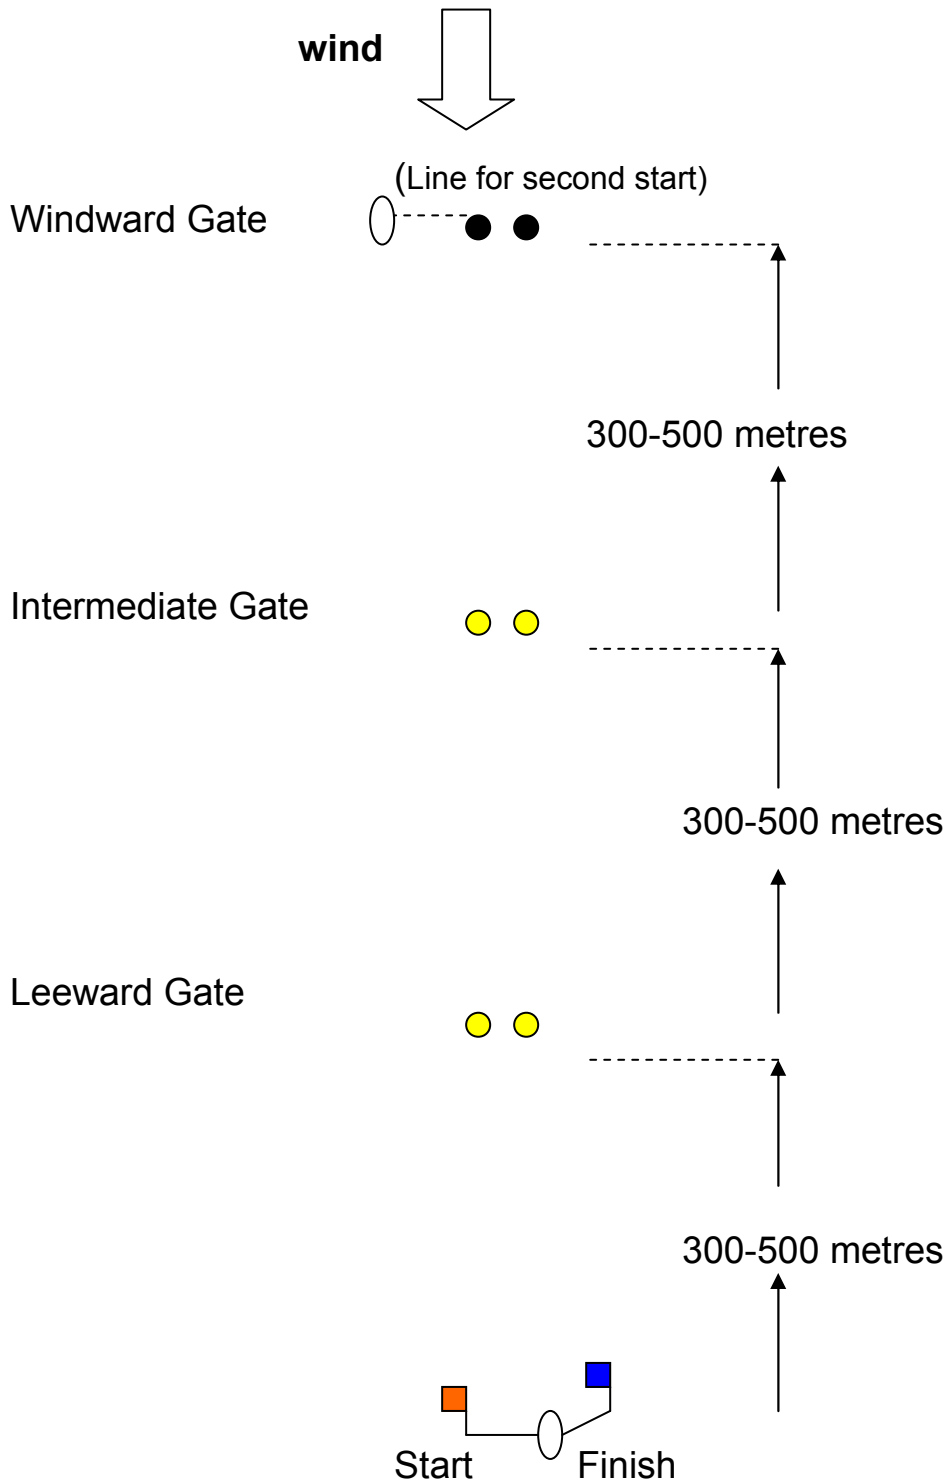 wind
(Line for second start)
Windward Gate
300-500 metres
Intermediate Gate
300-500 metres
Leeward Gate
300-500 metres
Start Finish